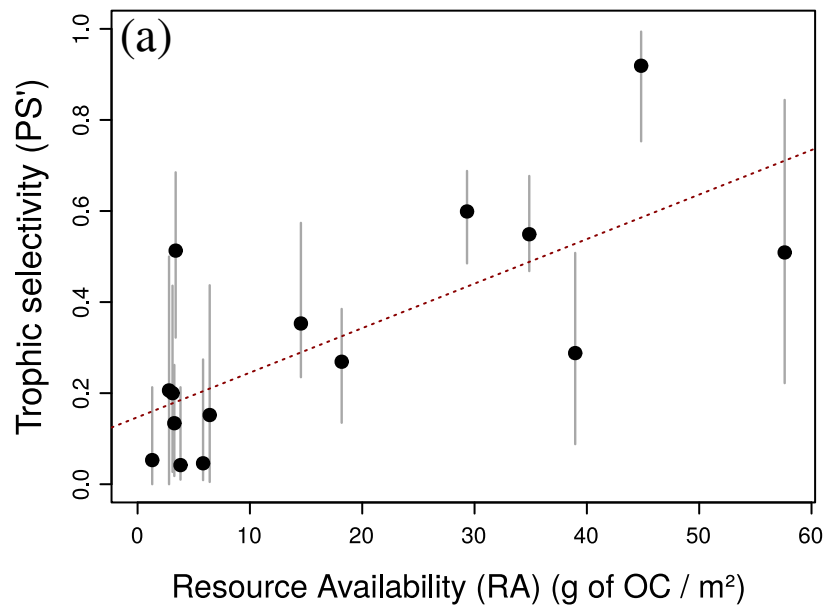 (a)
Trophic selectivity (PS')
1.0
0.8
0.6
0.4
0.2
0.0
0 10 20 30 40 50 60
Resource Availability (RA) (g of OC / m²)